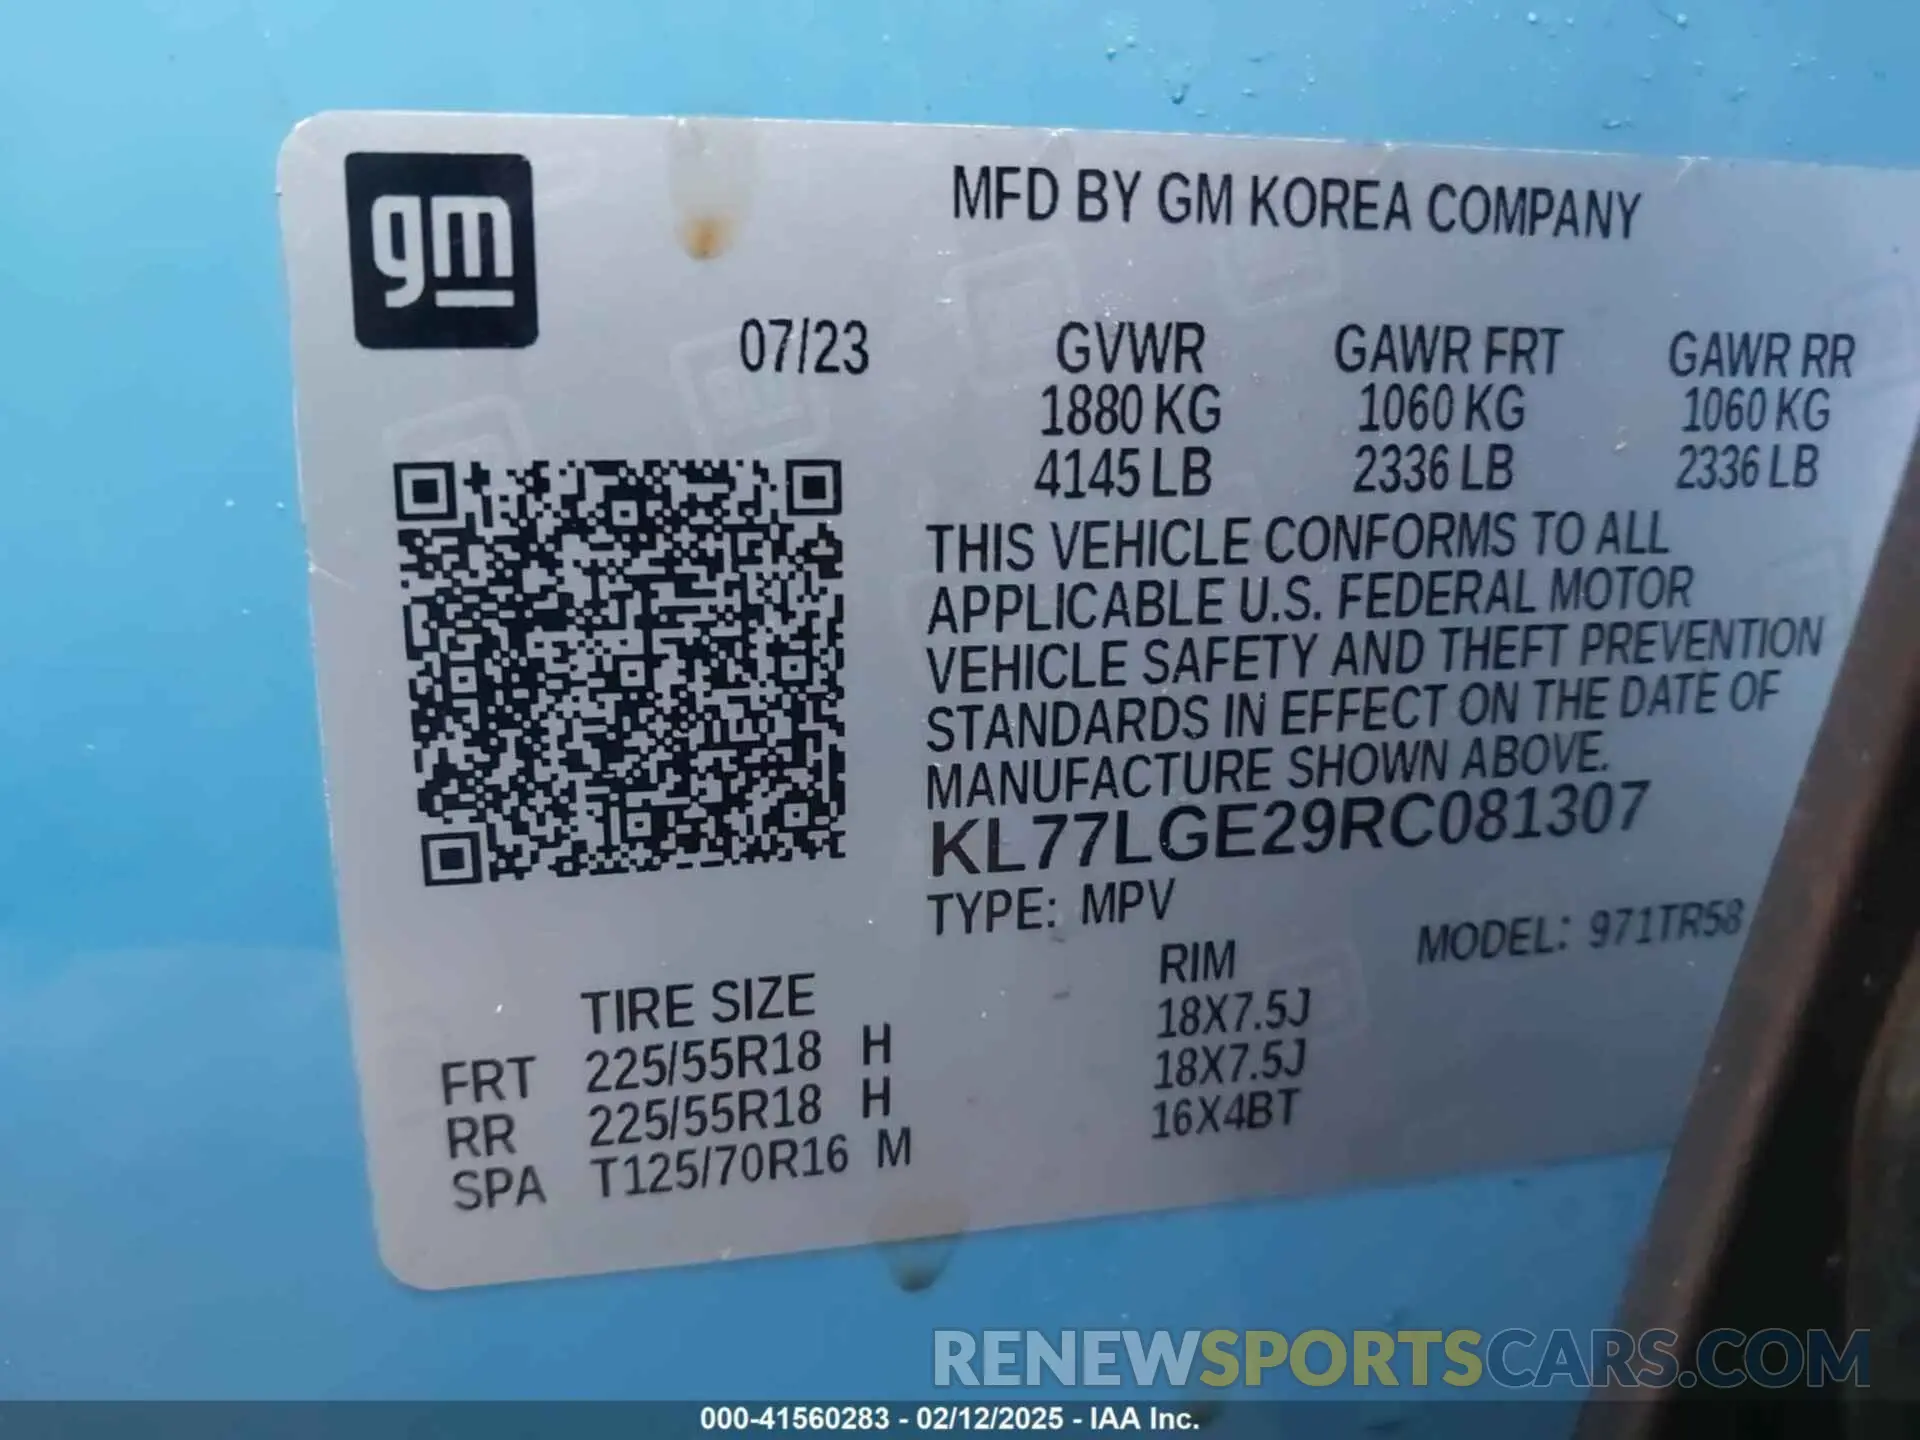 gm
MFD BY GM KOREA COMPANY
07/23
GVWR GAWR FRT GAWR RR
1880 KG 1060 KG 1060 KG
4145 LB 2336 LB 2336 LB
THIS VEHICLE CONFORMS TO ALL
APPLICABLE U.S. FEDERAL MOTOR
VEHICLE SAFETY AND THEFT PREVENTION
STANDARDS IN EFFECT ON THE DATE OF
MANUFACTURE SHOWN ABOVE.
KL77LGE29RC081307
TYPE: MPV MODEL: 971TR58
TIRE SIZE RIM
FRT 225/55R18 H 18X7.5J
RR 225/55R18 H 18X7.5J
SPA T125/70R16 M 16X4BT
RENEWSPORTSCARS.COM
000-41560283 - 02/12/2025 - IAA Inc.